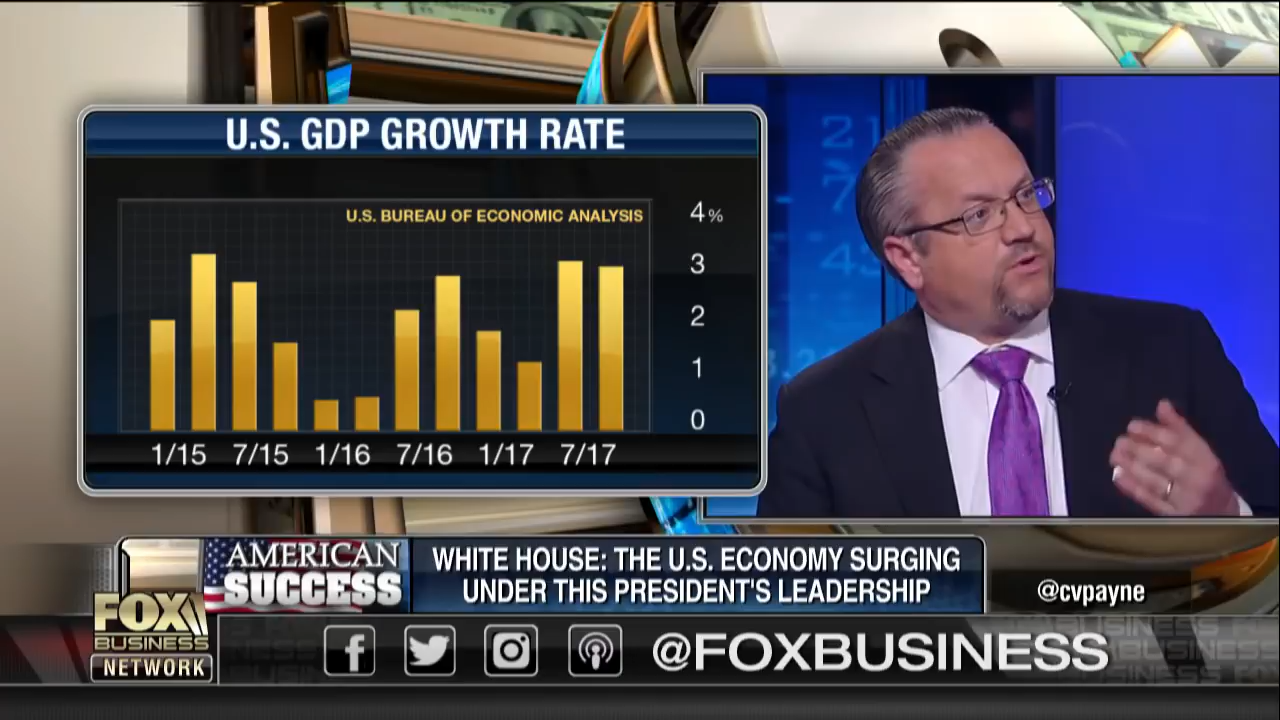 U.S. GDP GROWTH RATE
U.S. BUREAU OF ECONOMIC ANALYSIS
4%
3
2
1
0
1/15 7/15 1/16 7/16 1/17 7/17
21
7
AMERICAN
SUCCESS
WHITE HOUSE: THE U.S. ECONOMY SURGING
UNDER THIS PRESIDENT'S LEADERSHIP
@cvpayne
FOX
BUSINESS
NETWORK
@FOXBUSINESS